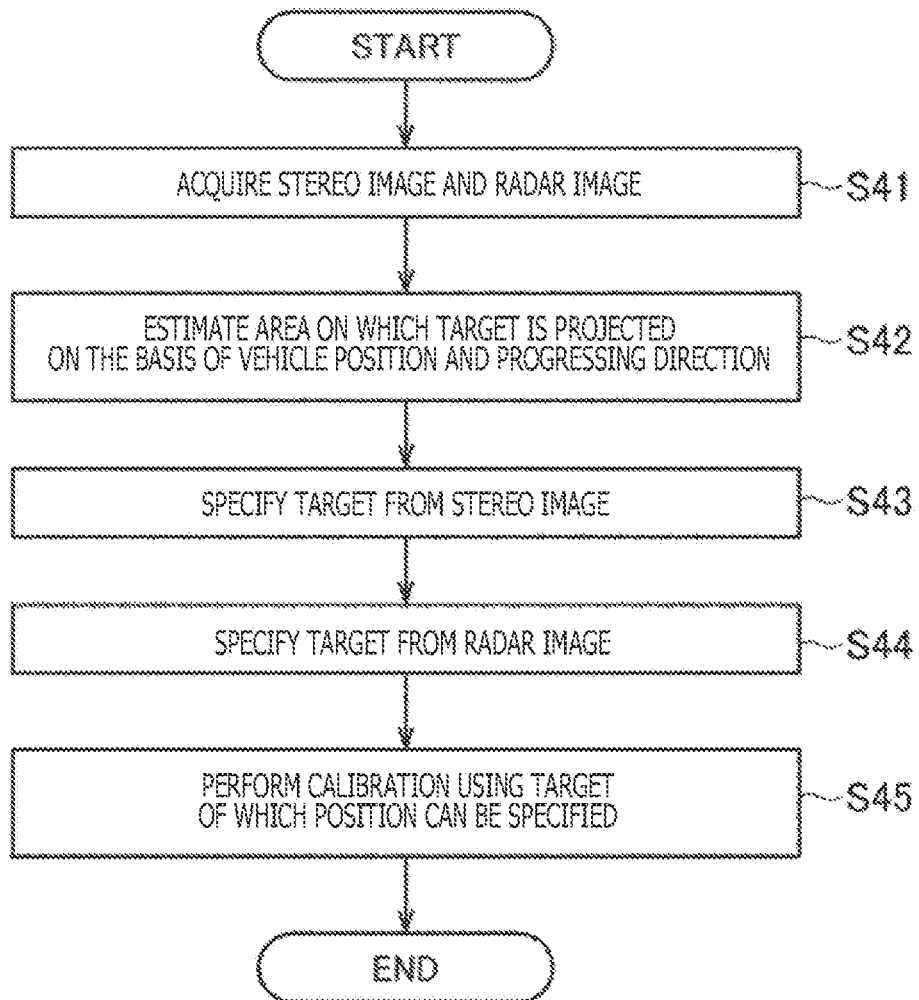 START
ACQUIRE STEREO IMAGE AND RADAR IMAGE
S41
ESTIMATE AREA ON WHICH TARGET IS PROJECTED
ON THE BASIS OF VEHICLE POSITION AND PROGRESSING DIRECTION
S42
SPECIFY TARGET FROM STEREO IMAGE
S43
SPECIFY TARGET FROM RADAR IMAGE
S44
PERFORM CALIBRATION USING TARGET
OF WHICH POSITION CAN BE SPECIFIED
S45
END